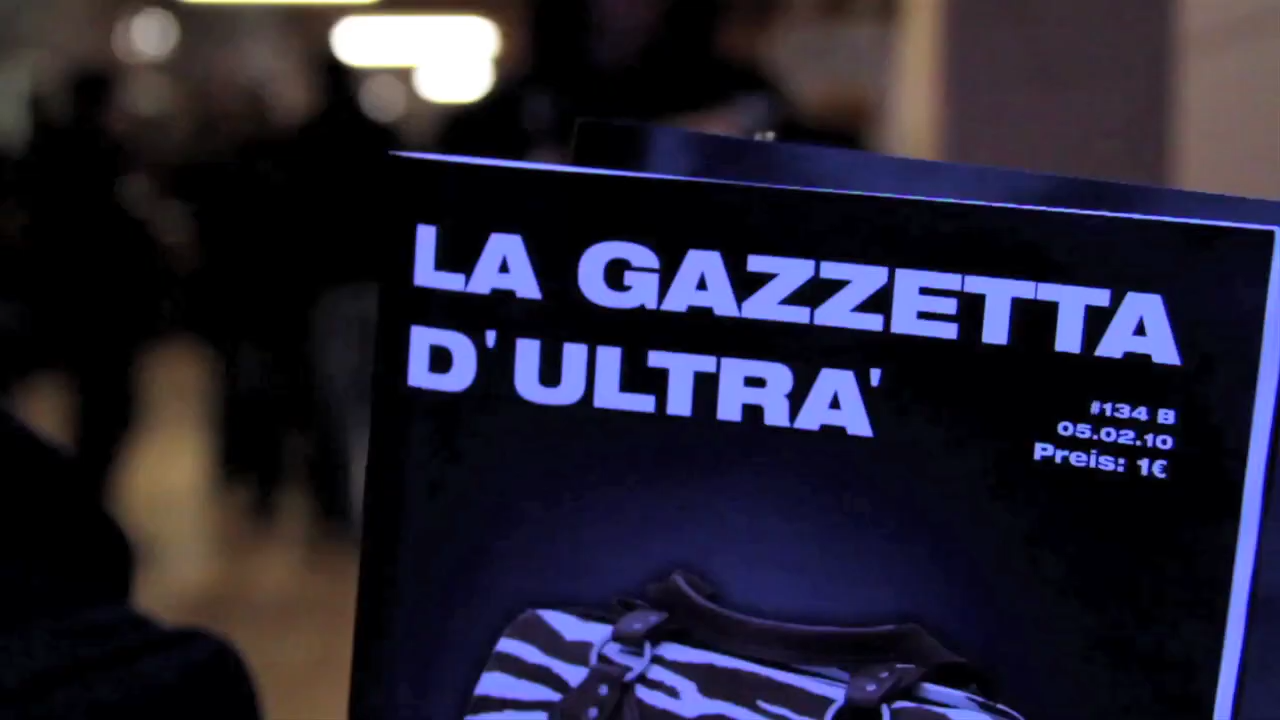 LA GAZZETTA
D'ULTRA'
#134 B
05.02.10
Preis: 1€